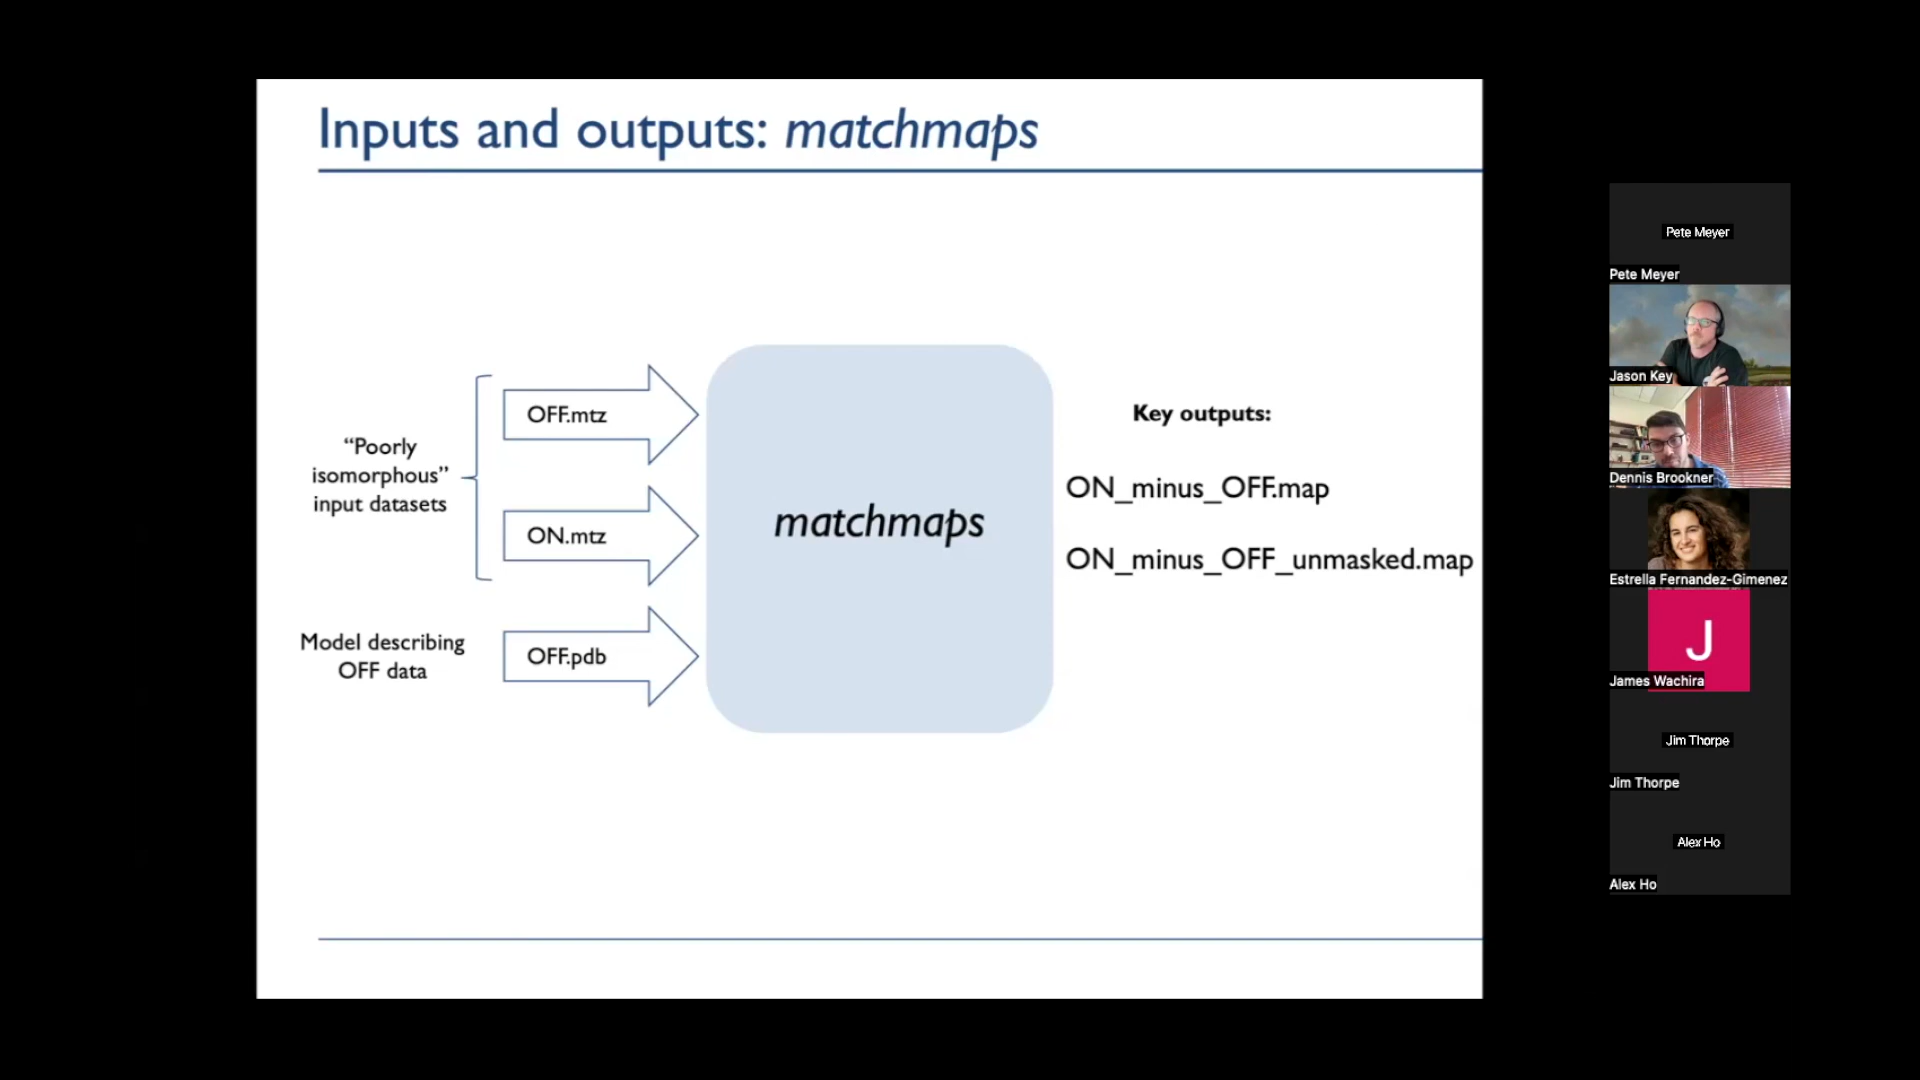 Inputs and outputs: matchmaps
“Poorly
isomorphous”
input datasets
OFF.mtz
ON.mtz
Model describing
OFF data
OFF.pdb
matchmaps
Key outputs:
ON_minus_OFF.map
ON_minus_OFF_unmasked.map
Pete Meyer
Pete Meyer
Jason Key
Dennis Brookner
Estrella Fernandez-Gimenez
J
James Wachira
Jim Thorpe
Jim Thorpe
Alex Ho
Alex Ho